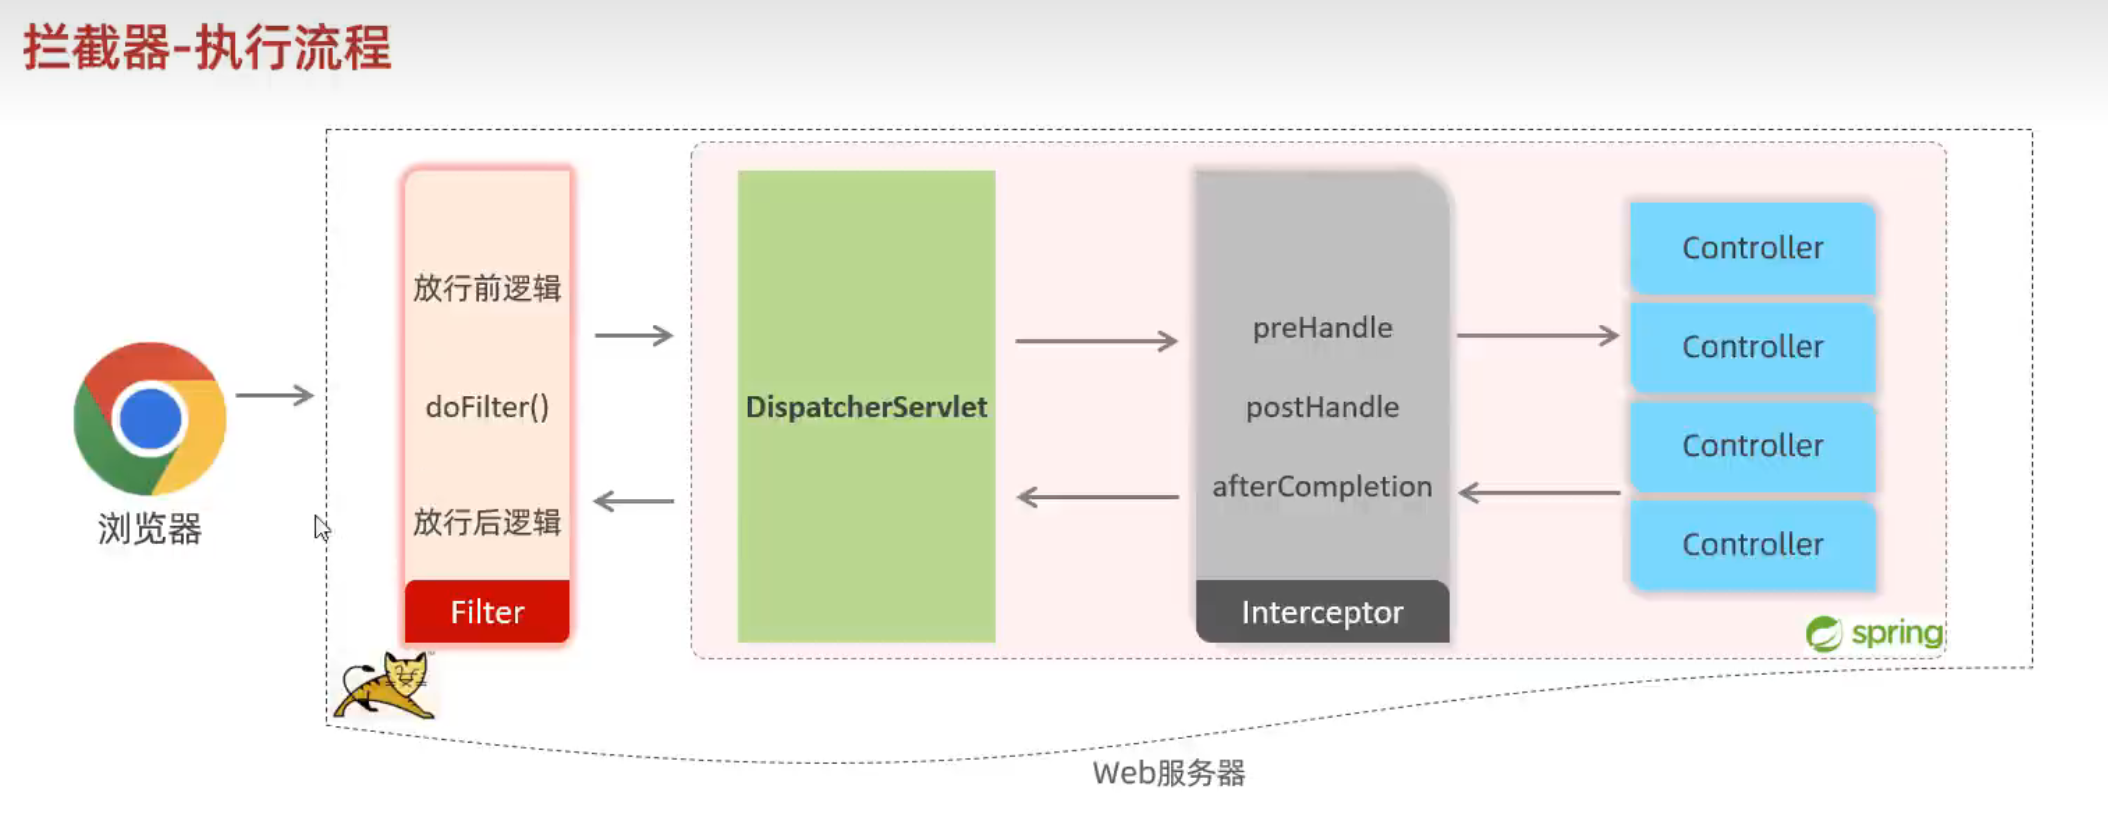 拦截器-执行流程
浏览器
放行前逻辑
doFilter()
放行后逻辑
Filter
DispatcherServlet
preHandle
postHandle
afterCompletion
Interceptor
Controller
Controller
Controller
Controller
spring
Web服务器